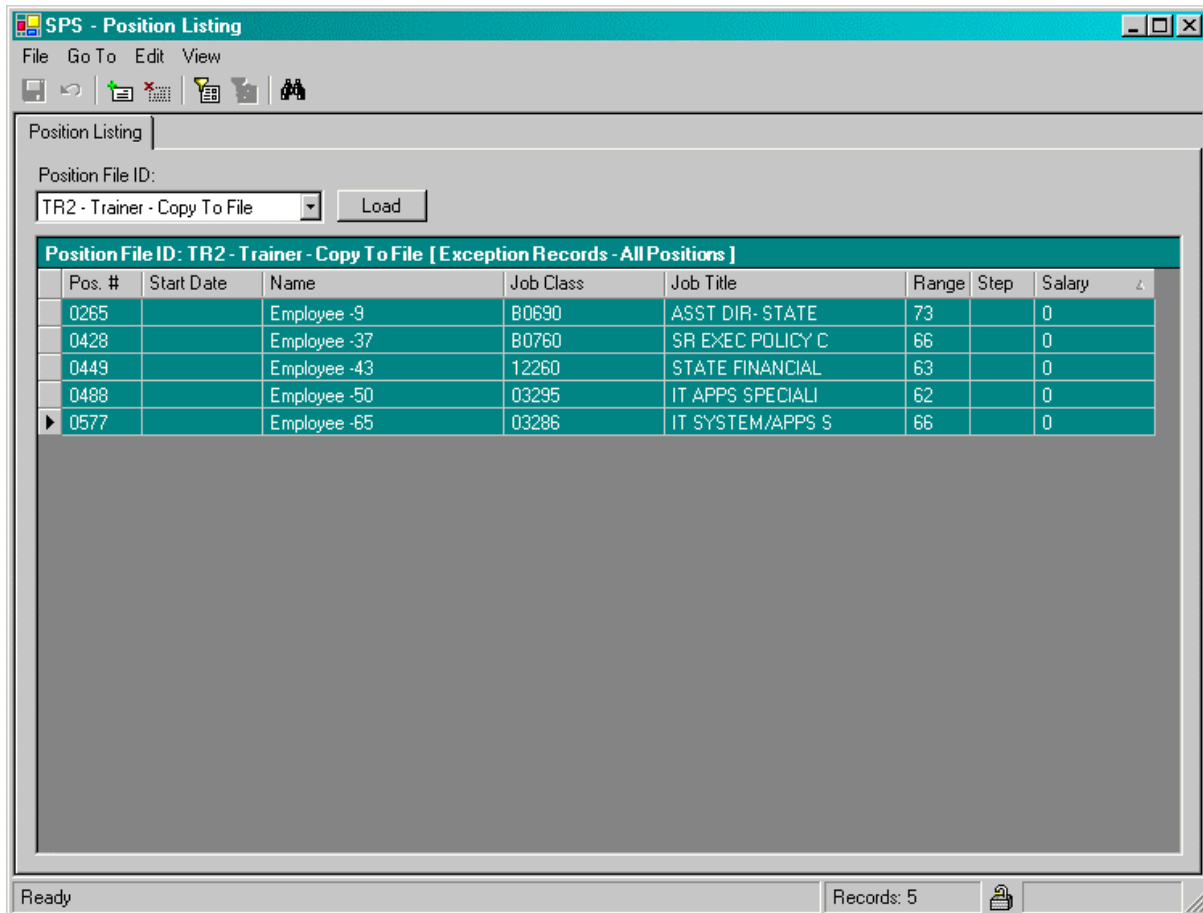 SPS - Position Listing
File Go To Edit View
Position Listing
Position File ID:
TR2 - Trainer - Copy To File Load
Position File ID: TR2 - Trainer - Copy To File [ Exception Records - All Positions ]
Pos. # Start Date Name Job Class Job Title Range Step Salary
0265 Employee -9 B0690 ASST DIR- STATE 73 0
0428 Employee -37 B0760 SR EXEC POLICY C 66 0
0449 Employee -43 12260 STATE FINANCIAL 63 0
0488 Employee -50 03295 IT APPS SPECIALI 62 0
0577 Employee -65 03286 IT SYSTEM/APPS S 66 0
Ready Records: 5